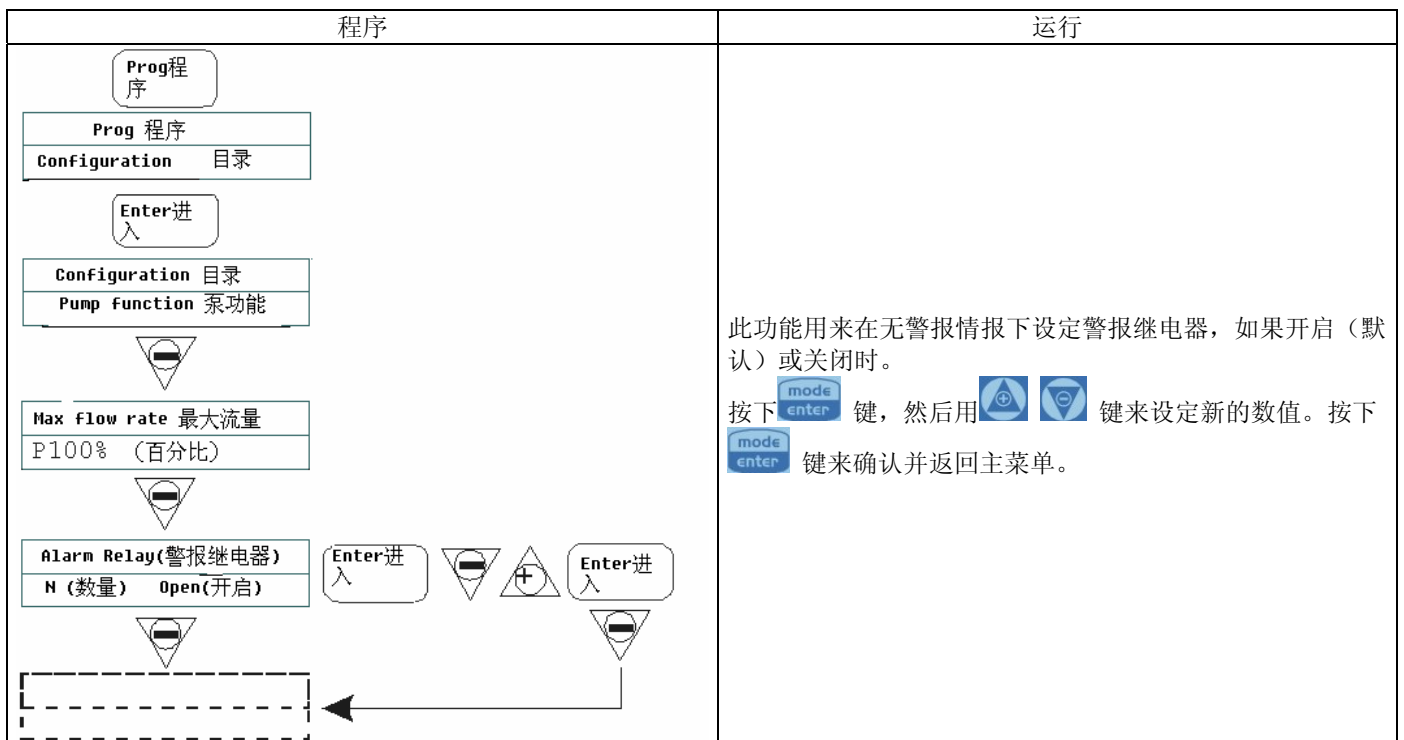 程序
运行
Prog程
序
Prog 程序
Configuration 目录
Enter进
入
Configuration 目录
Pump function 泵功能
Max flow rate 最大流量
P100% (百分比)
Alarm Relay(警报继电器)
N (数量) Open(开启)
Enter进
入
Enter进
入
此功能用来在无警报情报下设定警报继电器，如果开启（默
认）或关闭时。
按下 mode enter 键，然后用 键来设定新的数值。按下
mode enter 键来确认并返回主菜单。